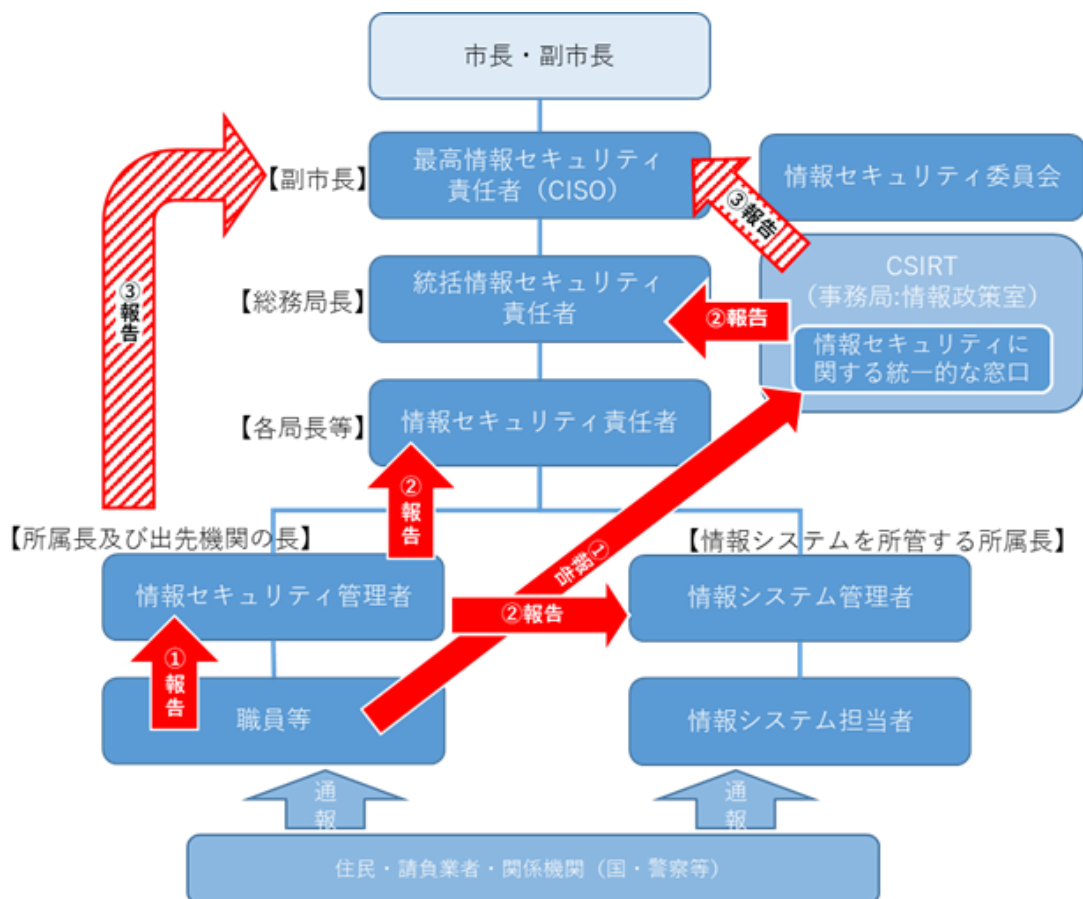 市長・副市長
【副市長】
最高情報セキュリティ
責任者（CISO）
情報セキュリティ委員会
③報告
③報告
CSIRT
（事務局:情報政策室）
【総務局長】
統括情報セキュリティ
責任者
②報告
情報セキュリティに
関する統一的な窓口
【各局長等】
情報セキュリティ責任者
②報告
①報告
【所属長及び出先機関の長】
【情報システムを所管する所属長】
情報セキュリティ管理者
②報告
情報システム管理者
①報告
職員等
情報システム担当者
通報
通報
住民・請負業者・関係機関（国・警察等）